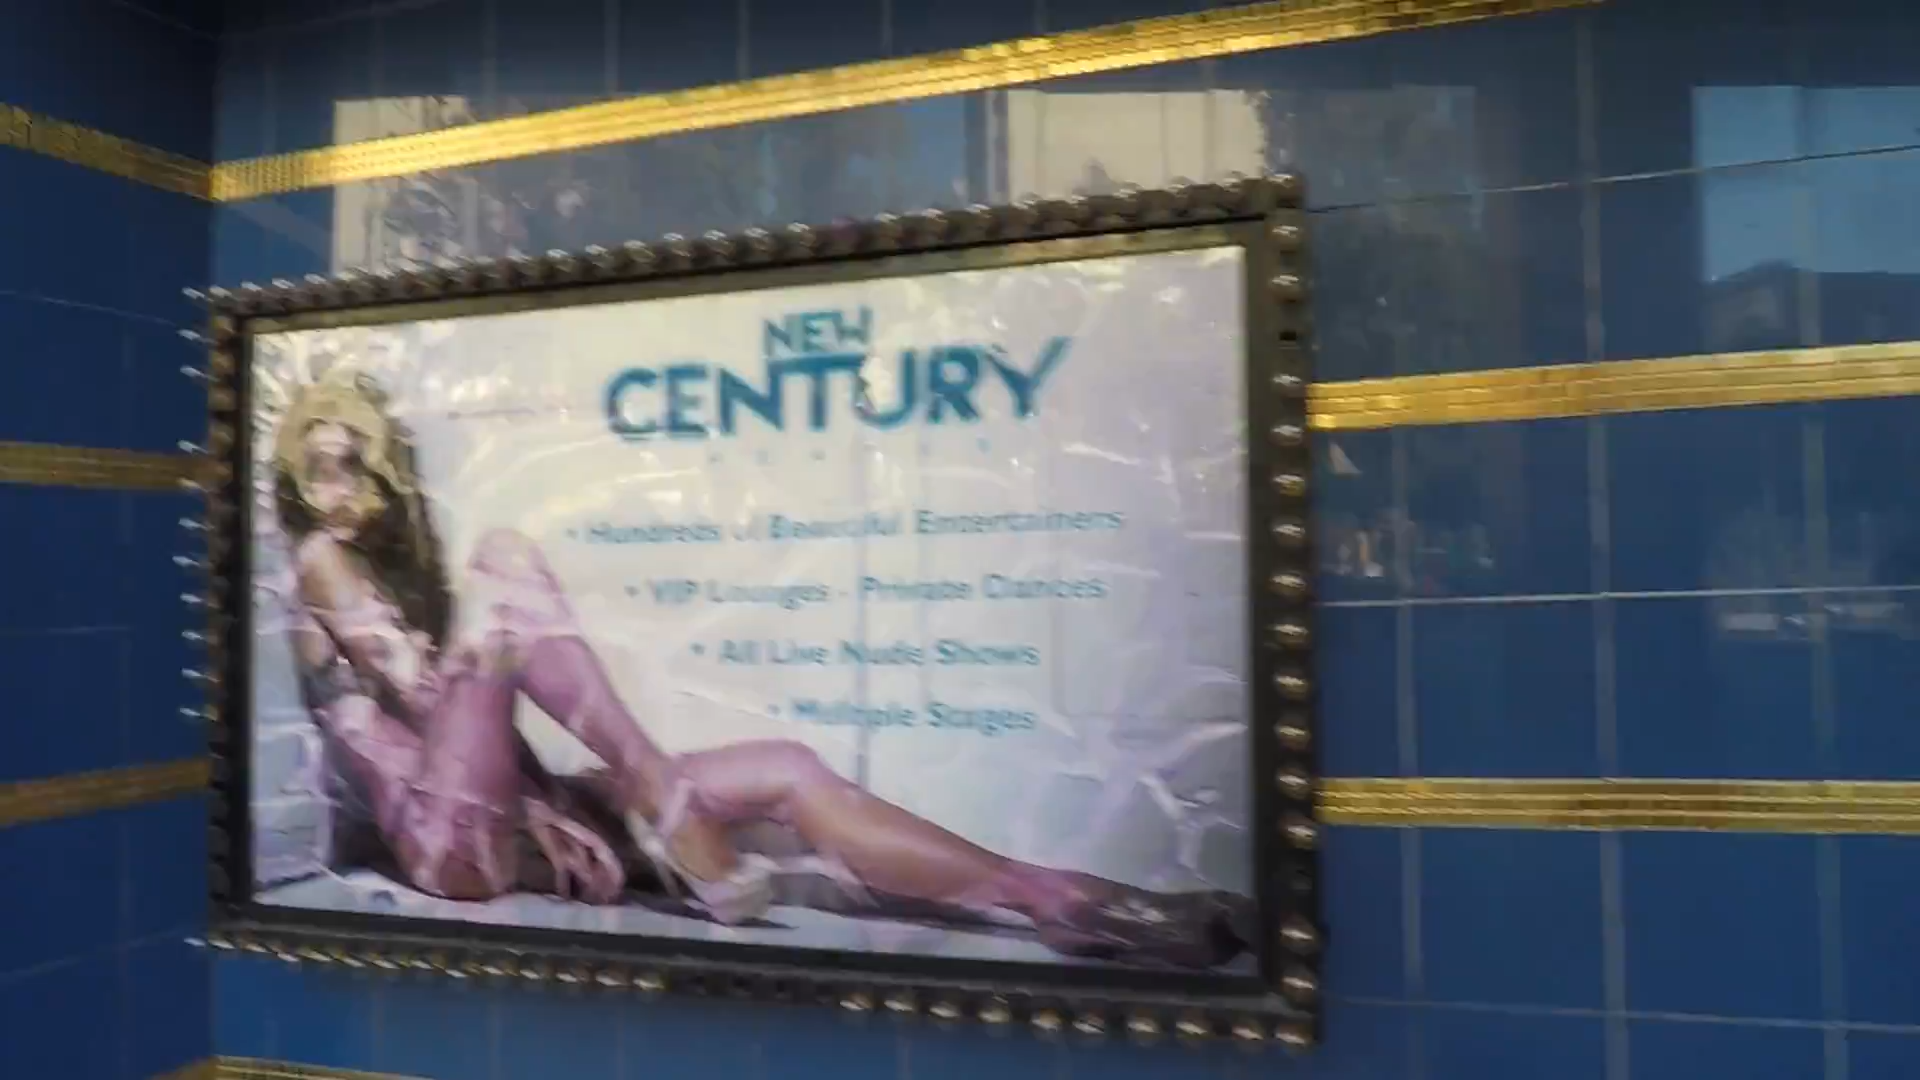 NEW
CENTURY
• Hundreds of Beautiful Entertainers
• VIP Lounges - Private Dances
• All Live Nude Shows
• Multiple Stages